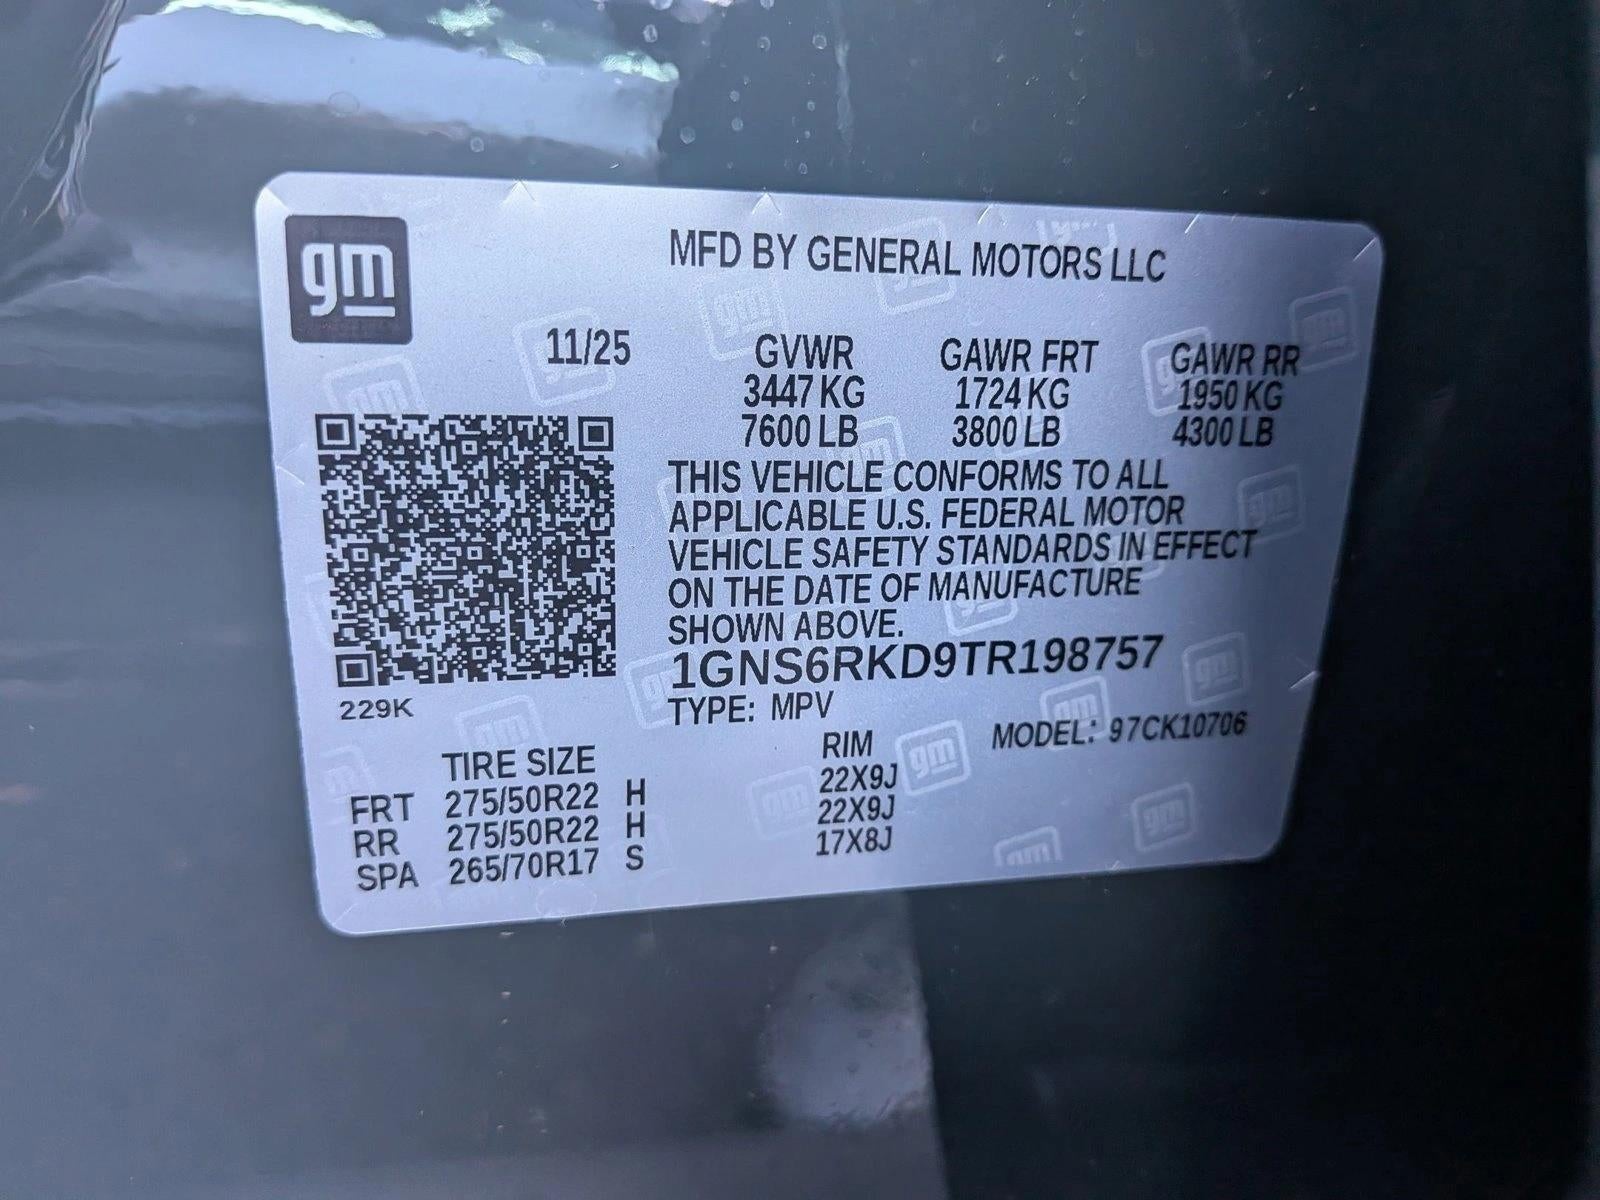 gm
MFD BY GENERAL MOTORS LLC
11/25
GVWR GAWR FRT GAWR RR
3447 KG 1724 KG 1950 KG
7600 LB 3800 LB 4300 LB
THIS VEHICLE CONFORMS TO ALL
APPLICABLE U.S. FEDERAL MOTOR
VEHICLE SAFETY STANDARDS IN EFFECT
ON THE DATE OF MANUFACTURE
SHOWN ABOVE.
1GNS6RKD9TR198757
229K
TYPE: MPV
MODEL: 97CK10706
TIRE SIZE RIM
FRT 275/50R22 H 22X9J
RR 275/50R22 H 22X9J
SPA 265/70R17 S 17X8J